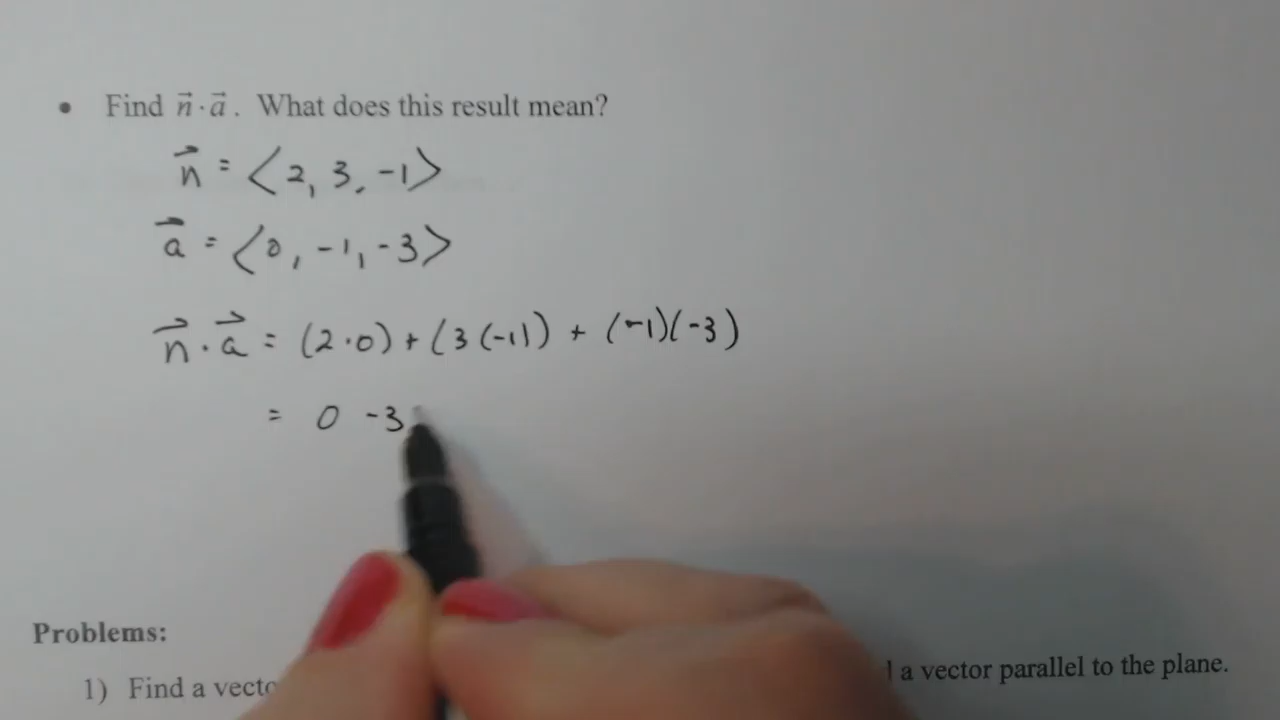 • Find n⃗ · a⃗ . What does this result mean?
n⃗ = ⟨2, 3, -1⟩
a⃗ = ⟨0, -1, -3⟩
n⃗ · a⃗ = (2·0) + (3(-1)) + (-1)(-3)
= 0 -3
Problems:
1) Find a a vector parallel to the plane.